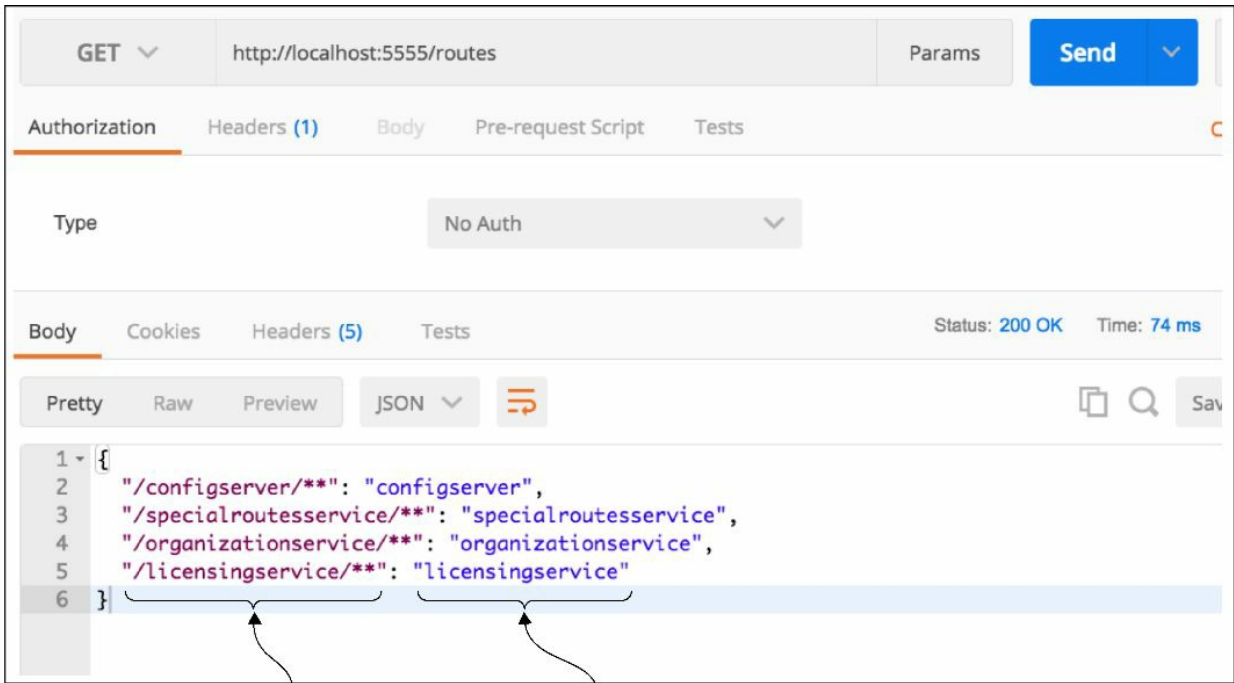 GET http://localhost:5555/routes Params Send
Authorization Headers (1) Body Pre-request Script Tests
Type No Auth
Body Cookies Headers (5) Tests Status: 200 OK Time: 74 ms
Pretty Raw Preview JSON Sav
1 {
2 "/configserver/**": "configserver",
3 "/specialroutesservice/**": "specialroutesservice",
4 "/organizationservice/**": "organizationservice",
5 "/licensingservice/**": "licensingservice"
6 }